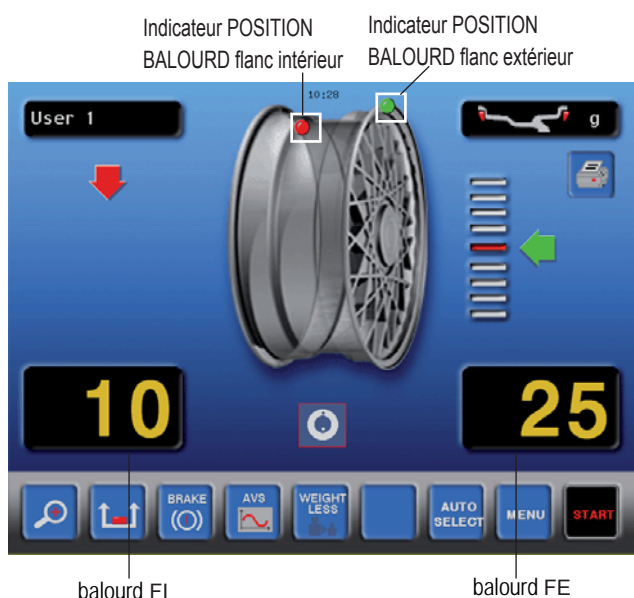 Indicateur POSITION
BALOURD flanc intérieur
Indicateur POSITION
BALOURD flanc extérieur
10:28
User 1
g
10
25
BRAKE
AVS
WEIGHT
LESS
AUTO
SELECT
MENU
START
balourd FI
balourd FE